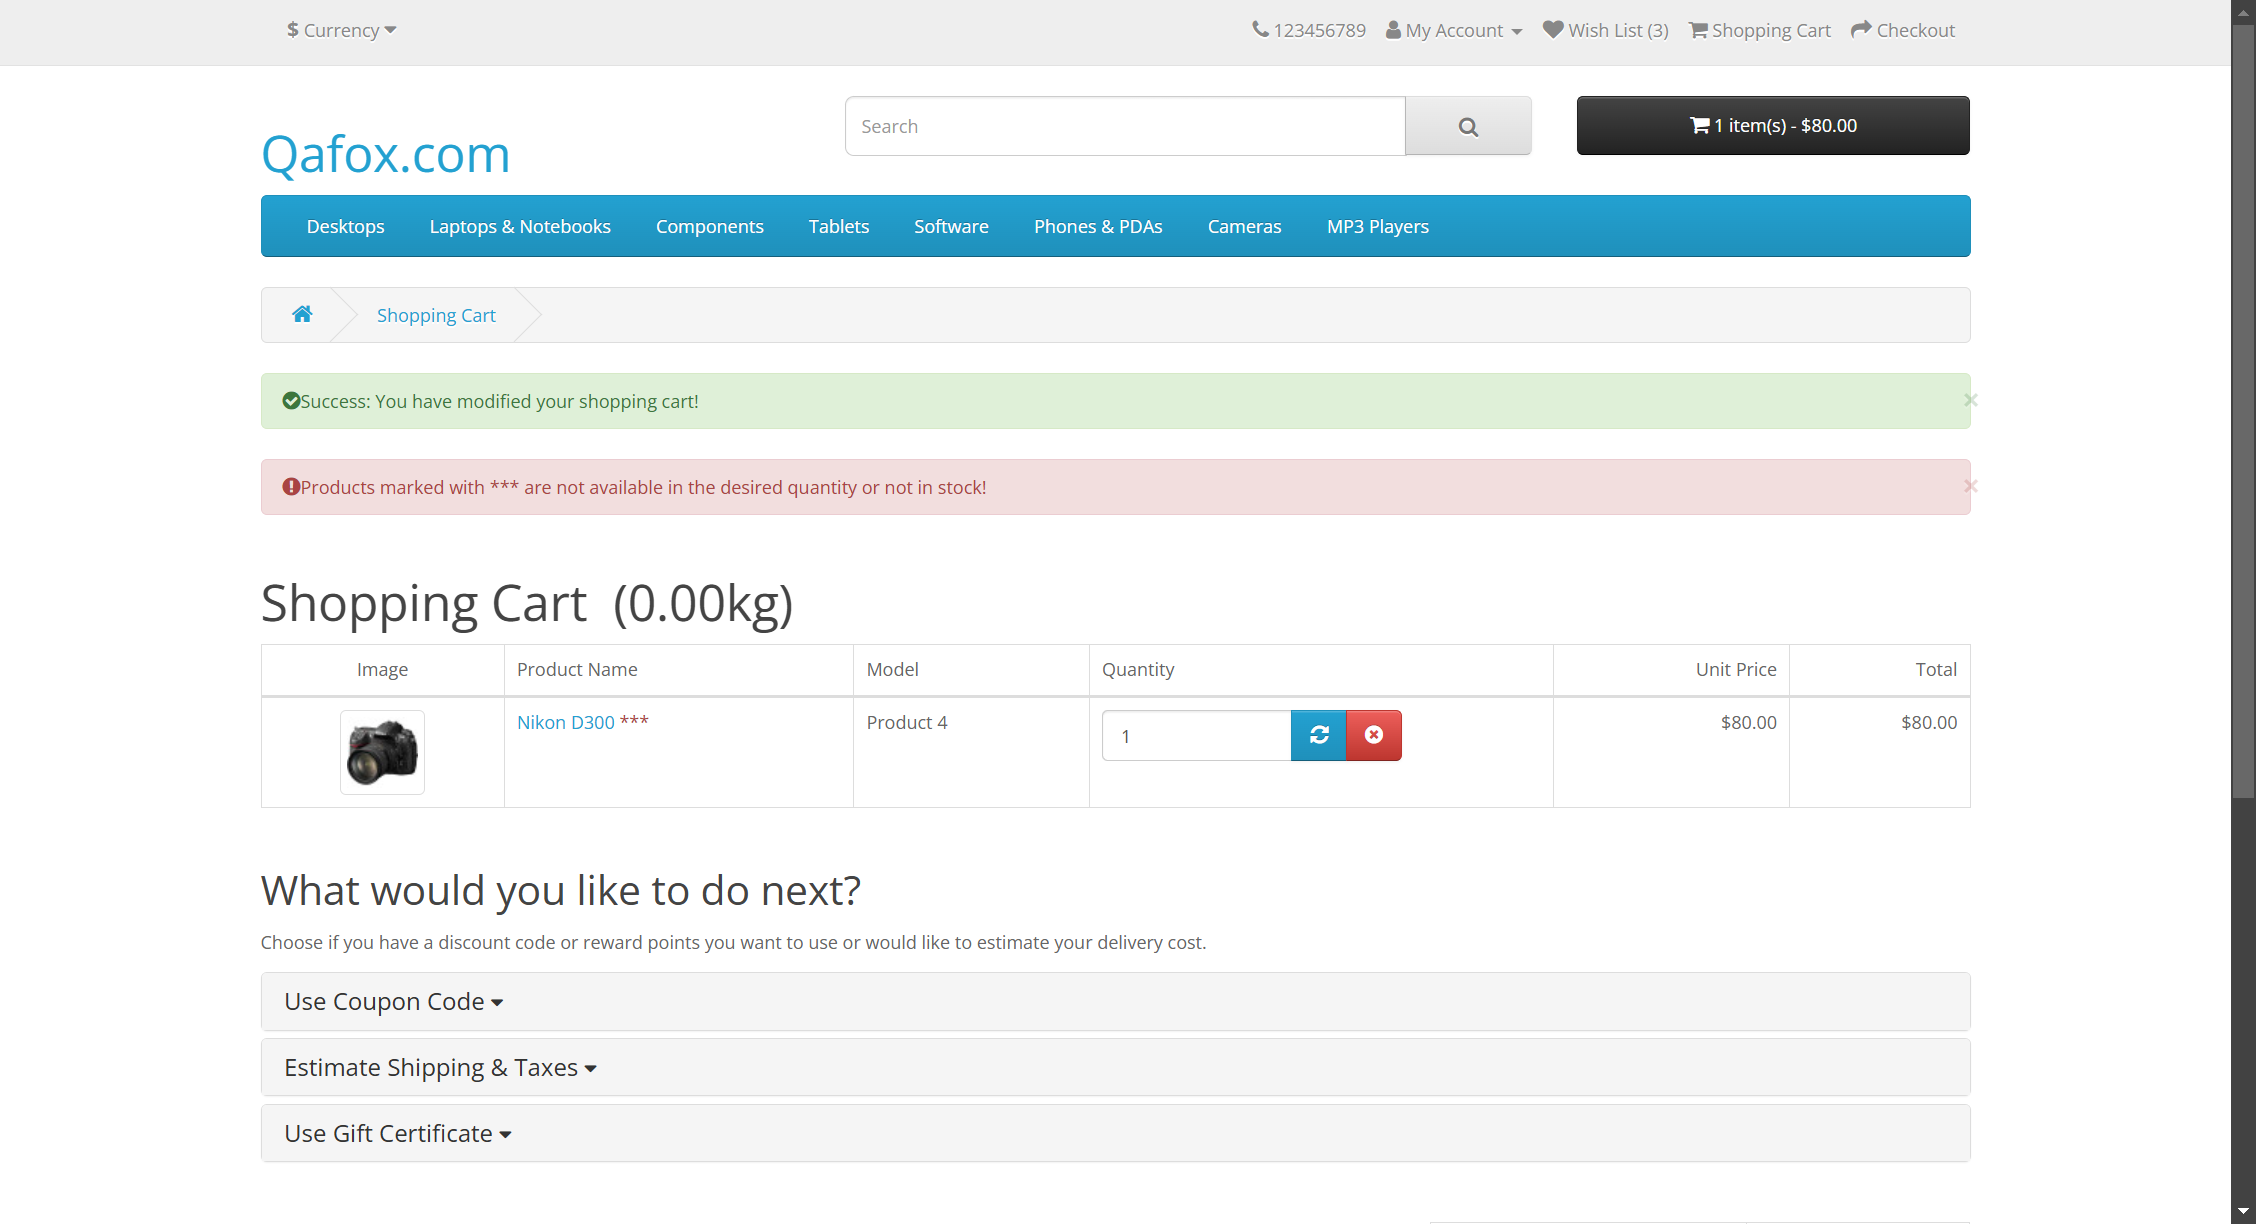 $ Currency
123456789 My Account Wish List (3) Shopping Cart Checkout
Search
1 item(s) - $80.00
Qafox.com
Desktops Laptops & Notebooks Components Tablets Software Phones & PDAs Cameras MP3 Players
Shopping Cart
Success: You have modified your shopping cart!
×
Products marked with *** are not available in the desired quantity or not in stock!
×
Shopping Cart (0.00kg)
Image Product Name Model Quantity Unit Price Total
Nikon D300 *** Product 4 1 $80.00 $80.00
What would you like to do next?
Choose if you have a discount code or reward points you want to use or would like to estimate your delivery cost.
Use Coupon Code
Estimate Shipping & Taxes
Use Gift Certificate